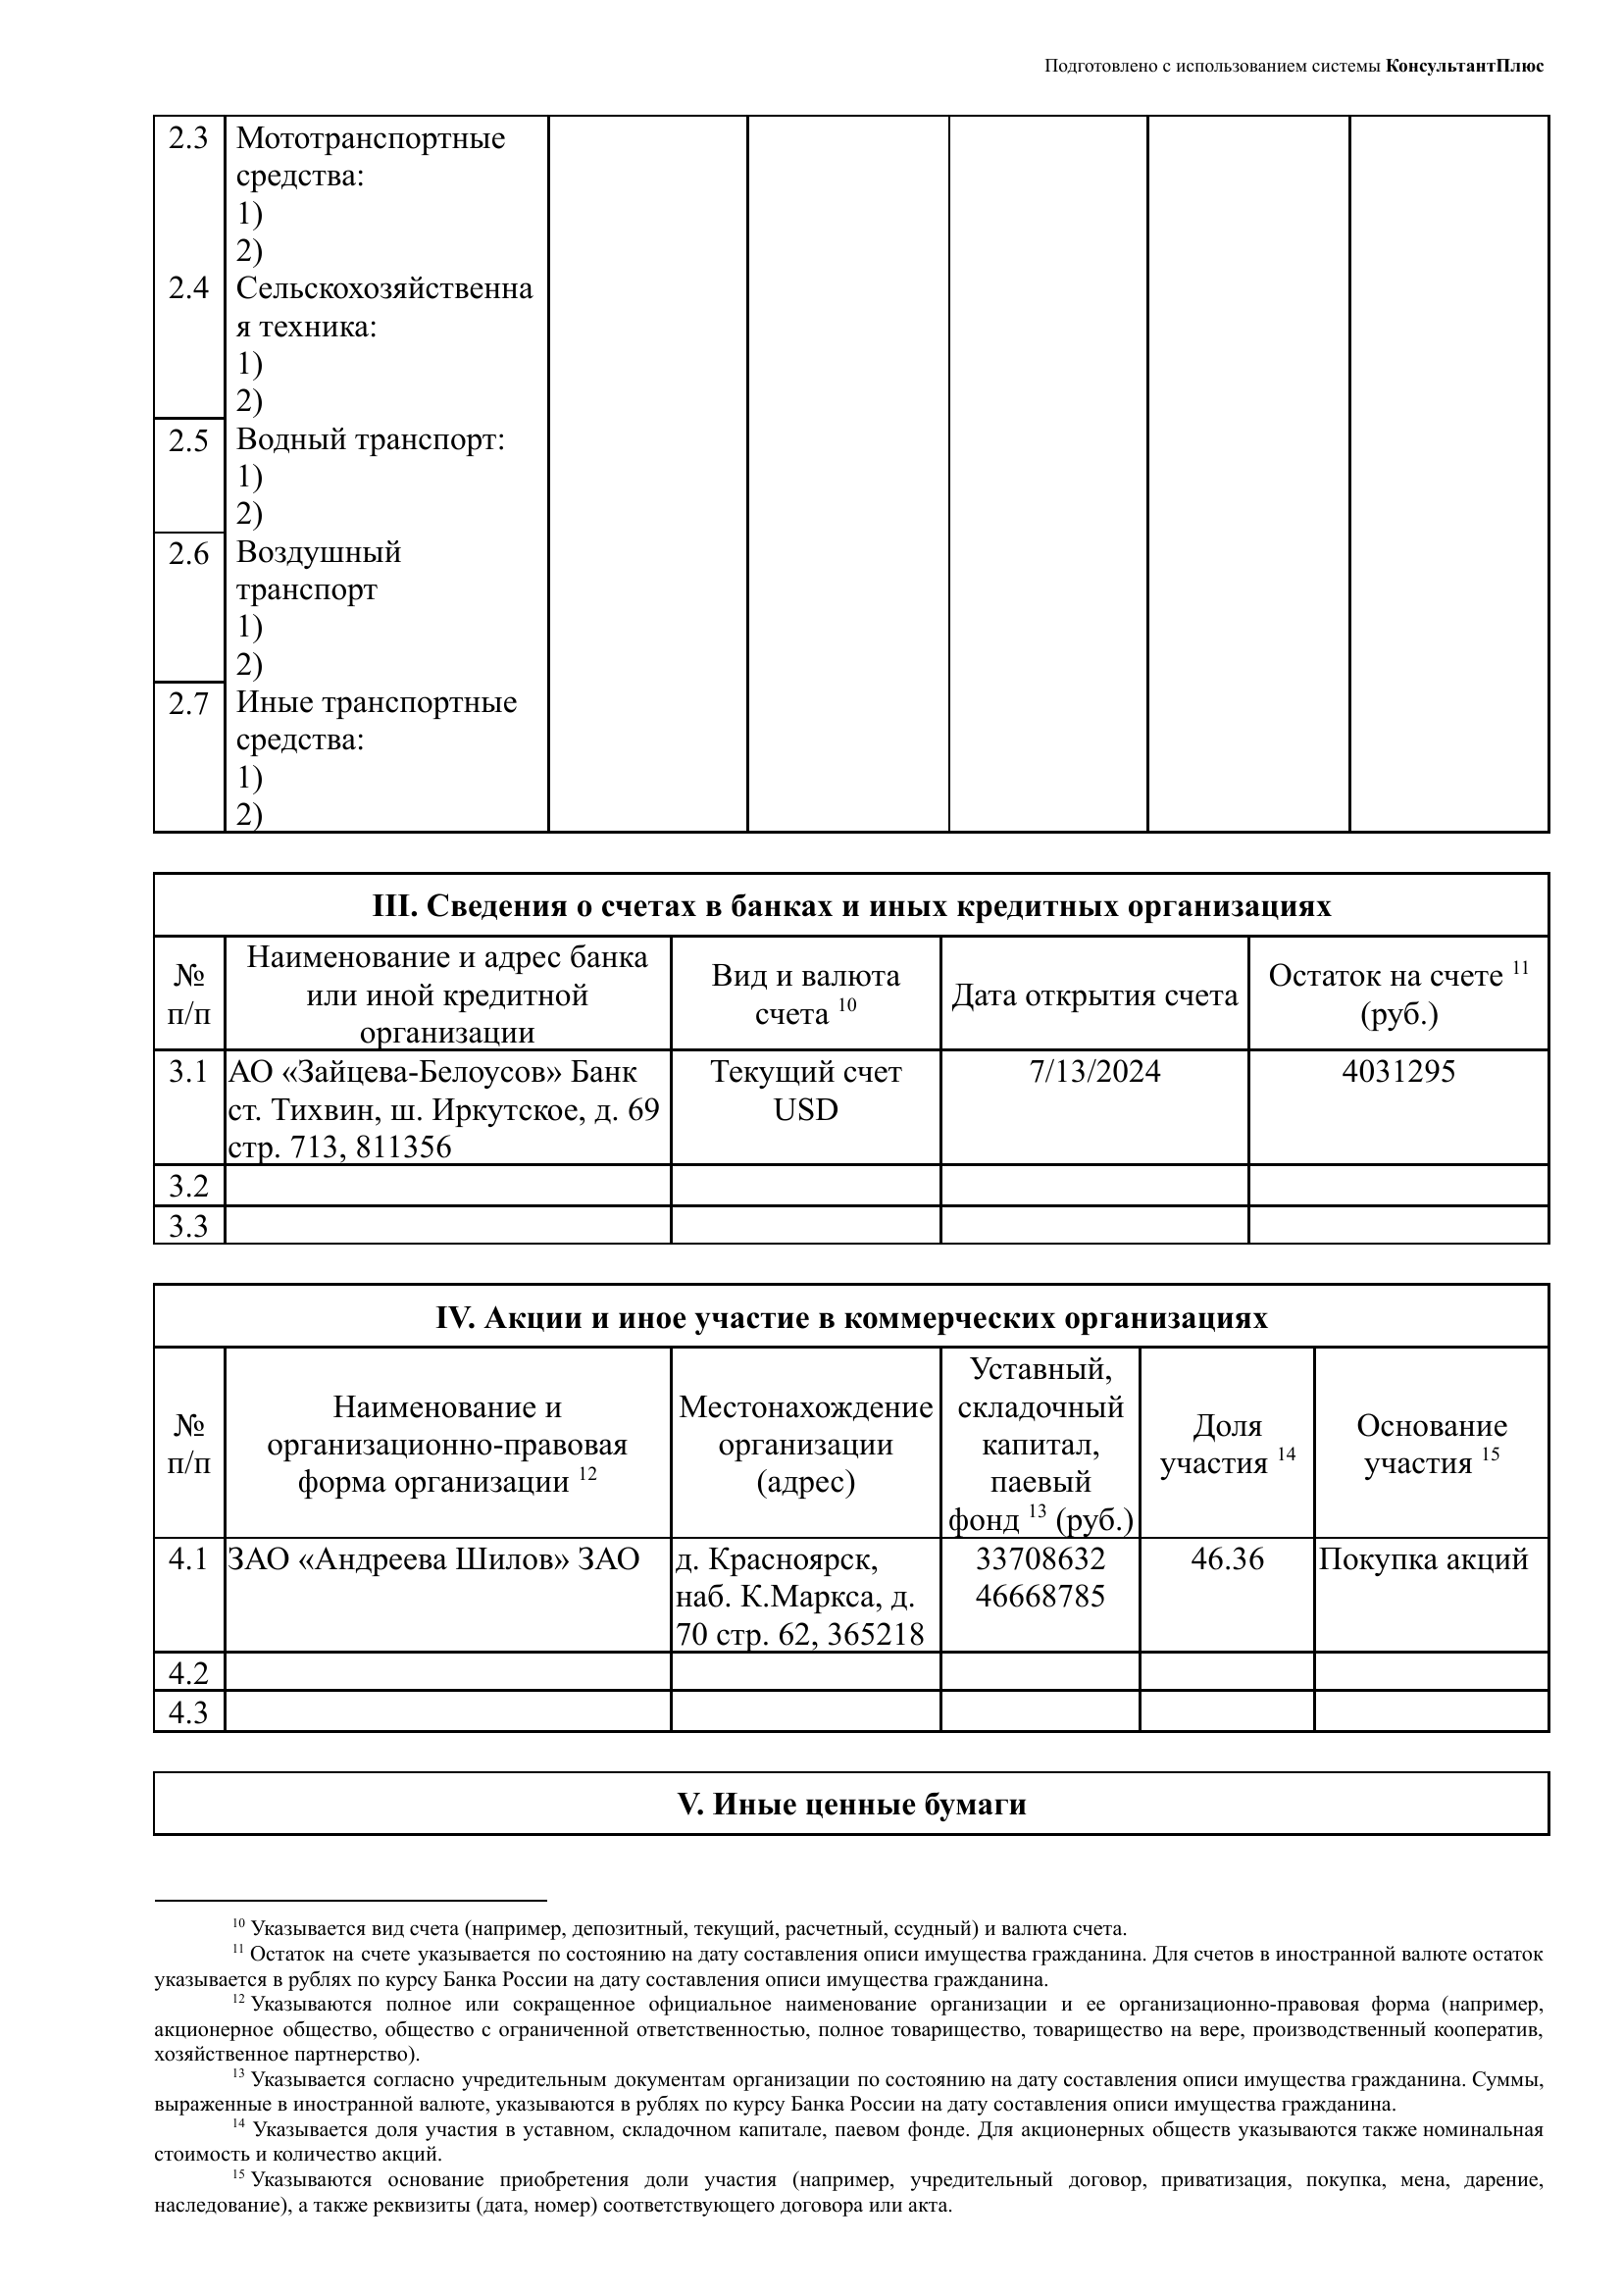 Подготовлено с использованием системы КонсультантПлюс
2.3 Мототранспортные
средства:
1)
2)
2.4 Сельскохозяйственна
я техника:
1)
2)
2.5 Водный транспорт:
1)
2)
2.6 Воздушный
транспорт
1)
2)
2.7 Иные транспортные
средства:
1)
2)
III. Сведения о счетах в банках и иных кредитных организациях
№
п/п
Наименование и адрес банка
или иной кредитной
организации
Вид и валюта
счета 10
Дата открытия счета
Остаток на счете 11
(руб.)
3.1
АО «Зайцева-Белоусов» Банк
ст. Тихвин, ш. Иркутское, д. 69
стр. 713, 811356
Текущий счет
USD
7/13/2024
4031295
3.2
3.3
IV. Акции и иное участие в коммерческих организациях
№
п/п
Наименование и
организационно-правовая
форма организации 12
Местонахождение
организации
(адрес)
Уставный,
складочный
капитал,
паевый
фонд 13 (руб.)
Доля
участия 14
Основание
участия 15
4.1
ЗАО «Андреева Шилов» ЗАО
д. Красноярск,
наб. К.Маркса, д.
70 стр. 62, 365218
33708632
46668785
46.36
Покупка акций
4.2
4.3
V. Иные ценные бумаги
10 Указывается вид счета (например, депозитный, текущий, расчетный, ссудный) и валюта счета.
11 Остаток на счете указывается по состоянию на дату составления описи имущества гражданина. Для счетов в иностранной валюте остаток
указывается в рублях по курсу Банка России на дату составления описи имущества гражданина.
12 Указываются полное или сокращенное официальное наименование организации и ее организационно-правовая форма (например,
акционерное общество, общество с ограниченной ответственностью, полное товарищество, товарищество на вере, производственный кооператив,
хозяйственное партнерство).
13 Указывается согласно учредительным документам организации по состоянию на дату составления описи имущества гражданина. Суммы,
выраженные в иностранной валюте, указываются в рублях по курсу Банка России на дату составления описи имущества гражданина.
14 Указывается доля участия в уставном, складочном капитале, паевом фонде. Для акционерных обществ указываются также номинальная
стоимость и количество акций.
15 Указываются основание приобретения доли участия (например, учредительный договор, приватизация, покупка, мена, дарение,
наследование), а также реквизиты (дата, номер) соответствующего договора или акта.